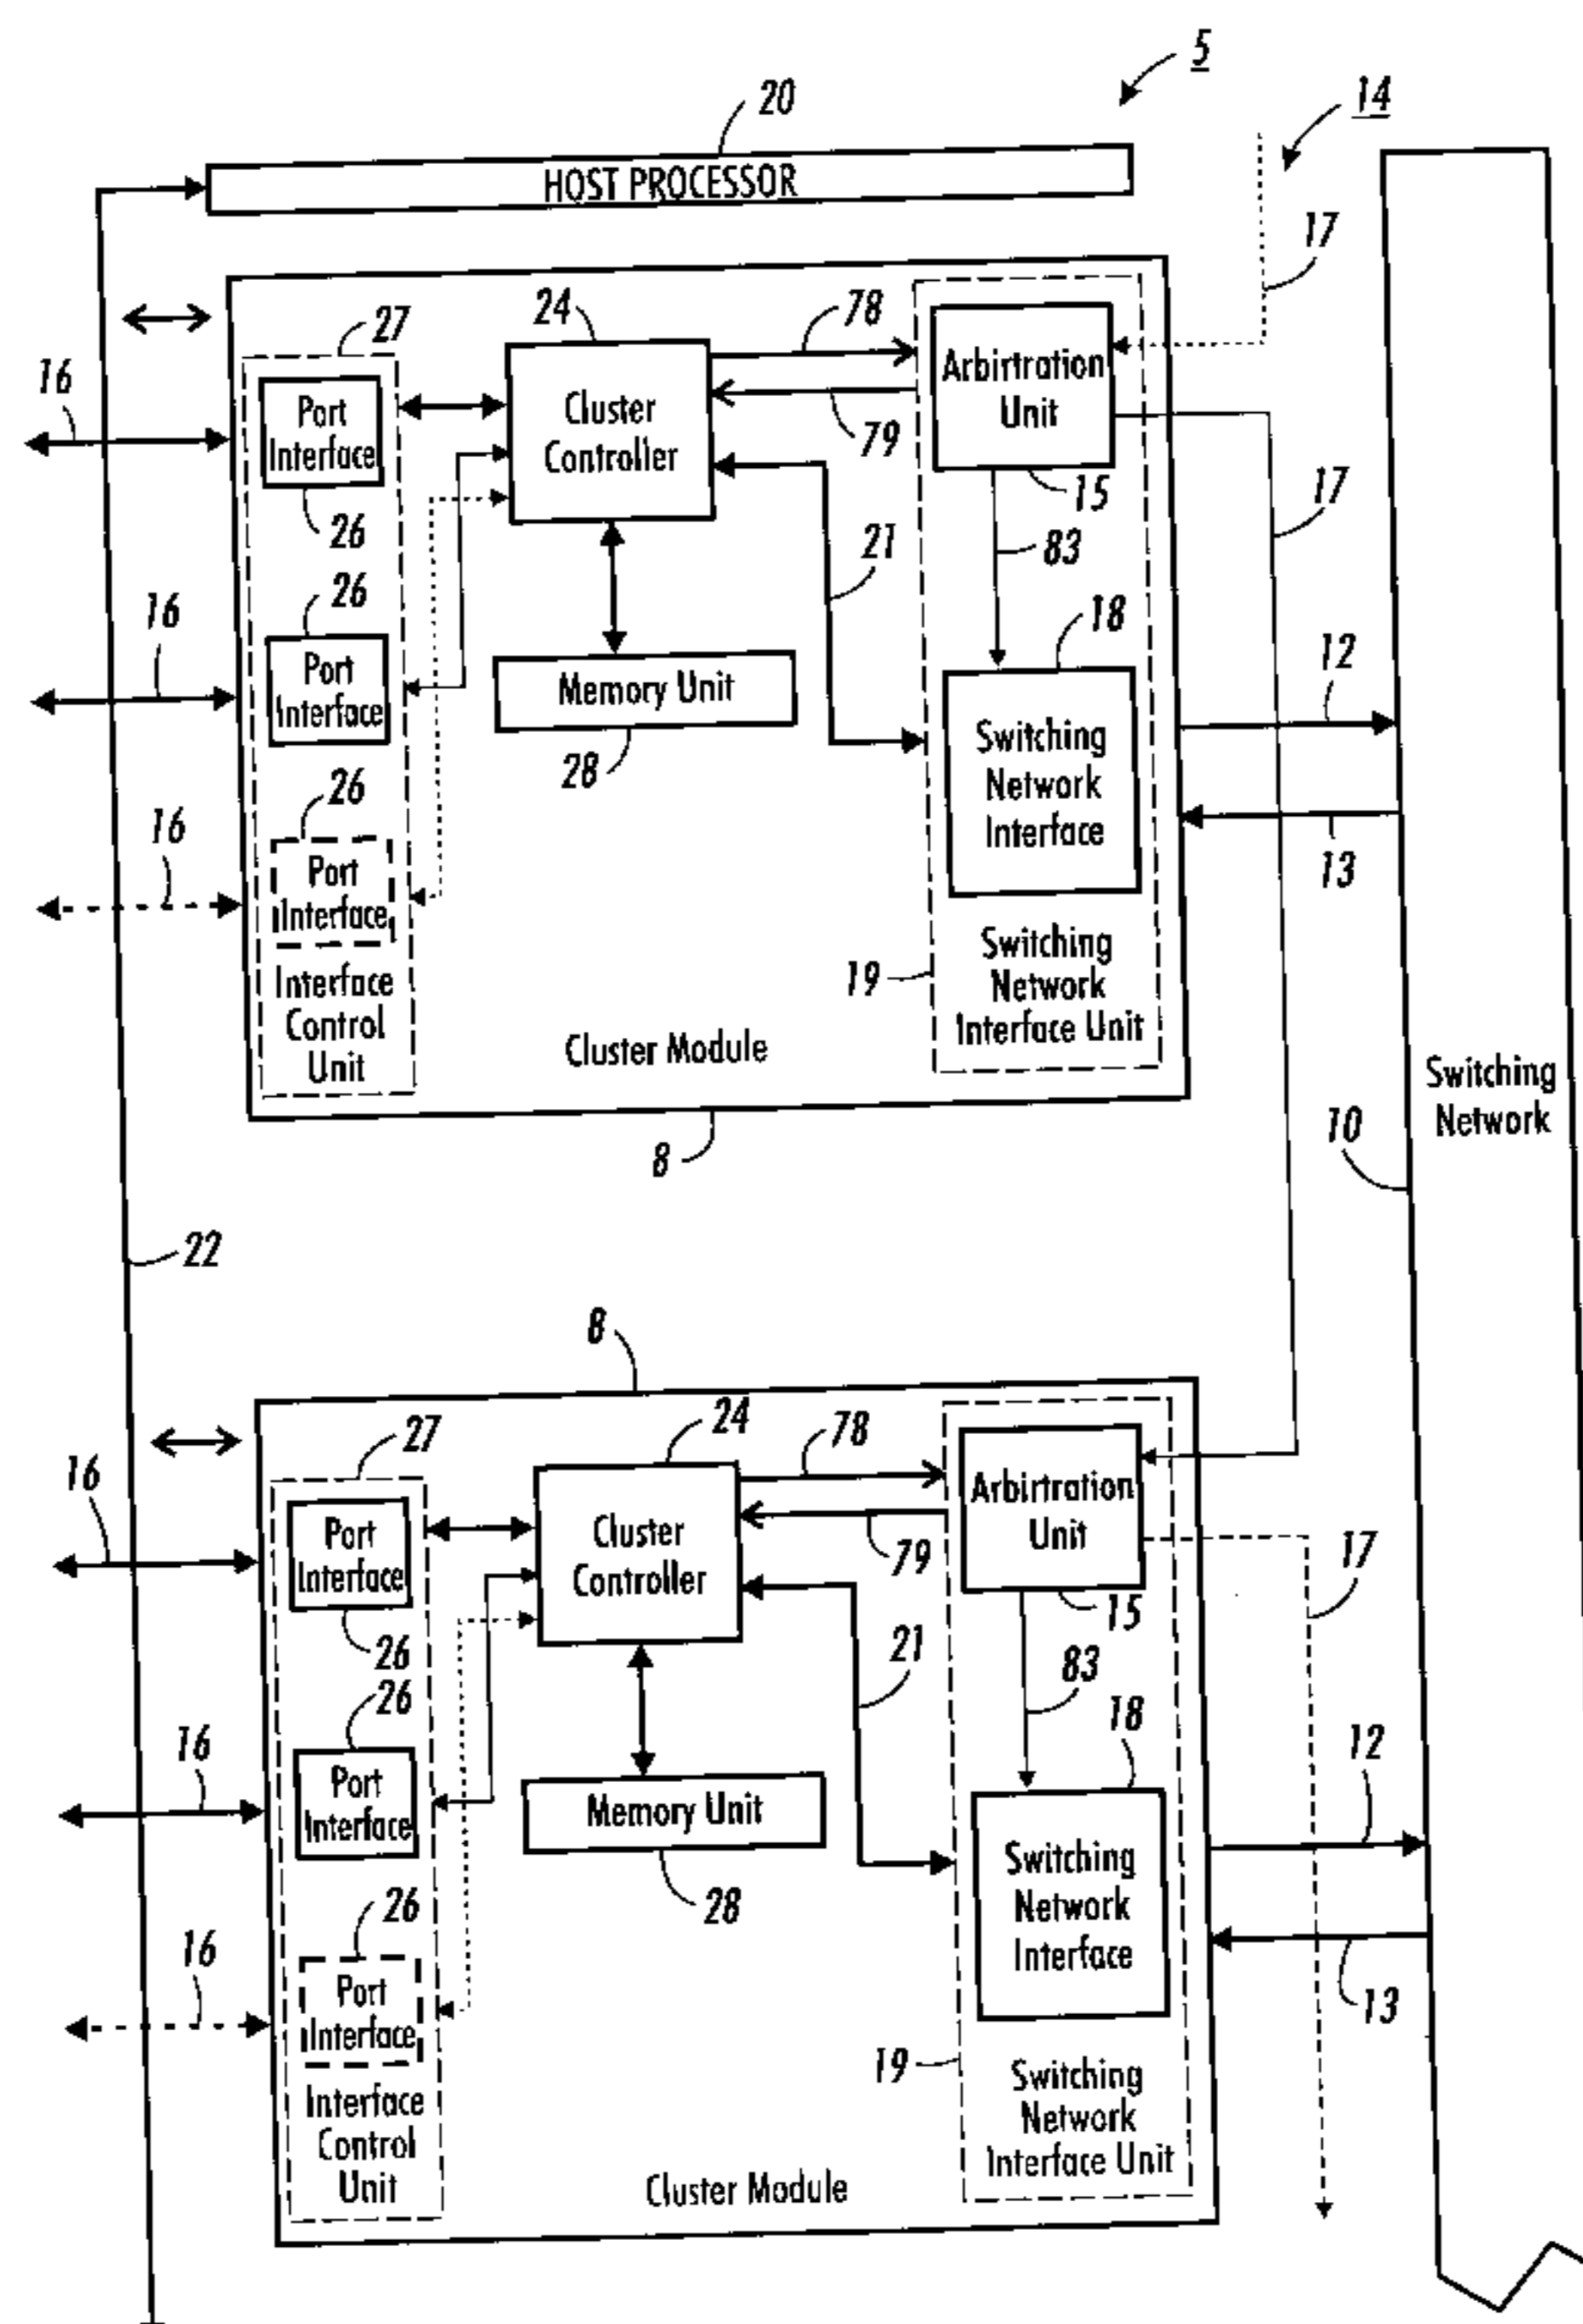 5
20
14
HOST PROCESSOR
17
27
24
78
16
Port
Interface
Cluster
Controller
Arbirtration
Unit
79
26
15
17
21
83
16
26
Port
Interface
Memory Unit
28
18
Switching
Network
Interface
12
16
26
Port
Interface
13
Interface
Control
Unit
19
Switching
Network
Interface Unit
Cluster Module
Switching
Network
10
8
22
8
27
24
78
16
Port
Interface
Cluster
Controller
Arbirtration
Unit
79
17
26
15
21
83
16
26
Port
Interface
Memory Unit
28
18
Switching
Network
Interface
12
16
26
Port
Interface
13
Interface
Control
Unit
19
Switching
Network
Interface Unit
Cluster Module